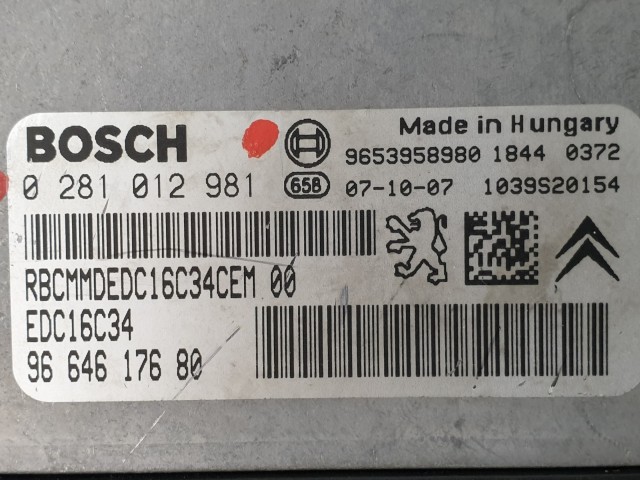 BOSCH
Made in Hungary
9653958980 1844 0372
0 281 012 981
658 07-10-07 1039S20154
RBCMMDEDC16C34CEM 00
EDC16C34
96 646 176 80